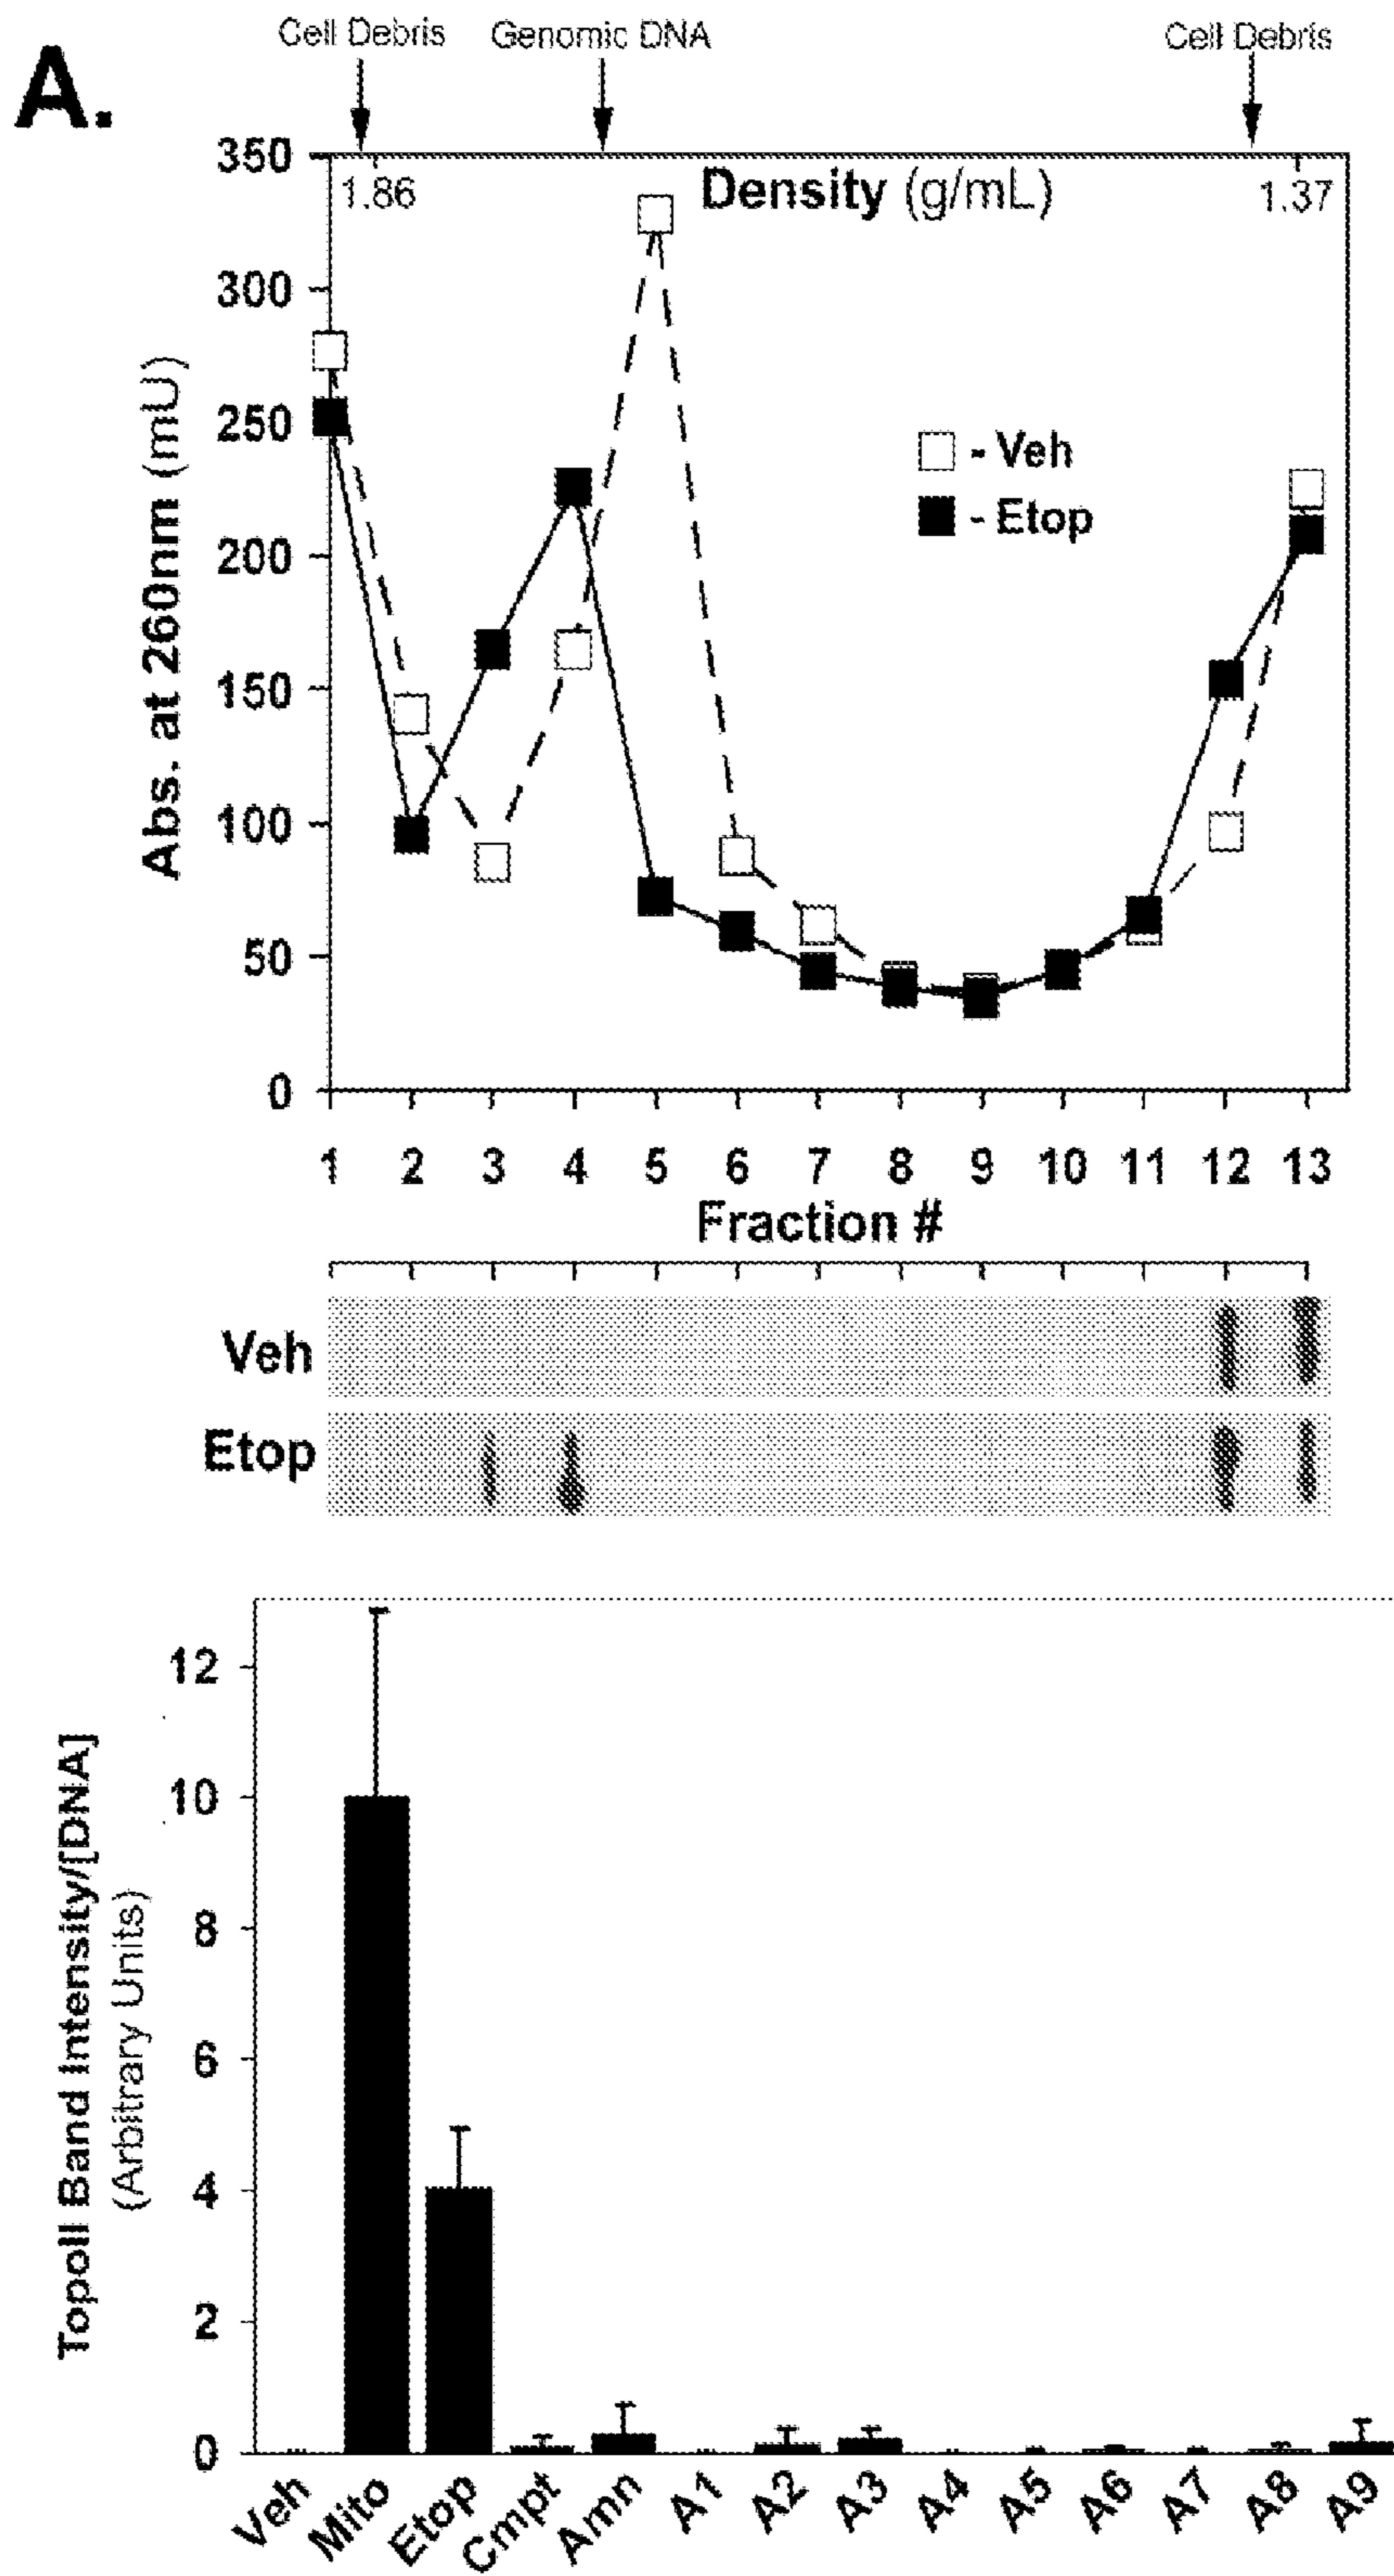 A.
Cell Debris Genomic DNA Cell Debris
350
1.86 Density (g/mL) 1.37
300
250
200
150
100
50
0
Abs. at 260nm (mU)
- Veh
- Etop
1 2 3 4 5 6 7 8 9 10 11 12 13
Fraction #
Veh
Etop
12
10
8
6
4
2
0
TopoII Band Intensity/[DNA]
(Arbitrary Units)
Veh Mito Etop Cmpt Amn A1 A2 A3 A4 A5 A6 A7 A8 A9